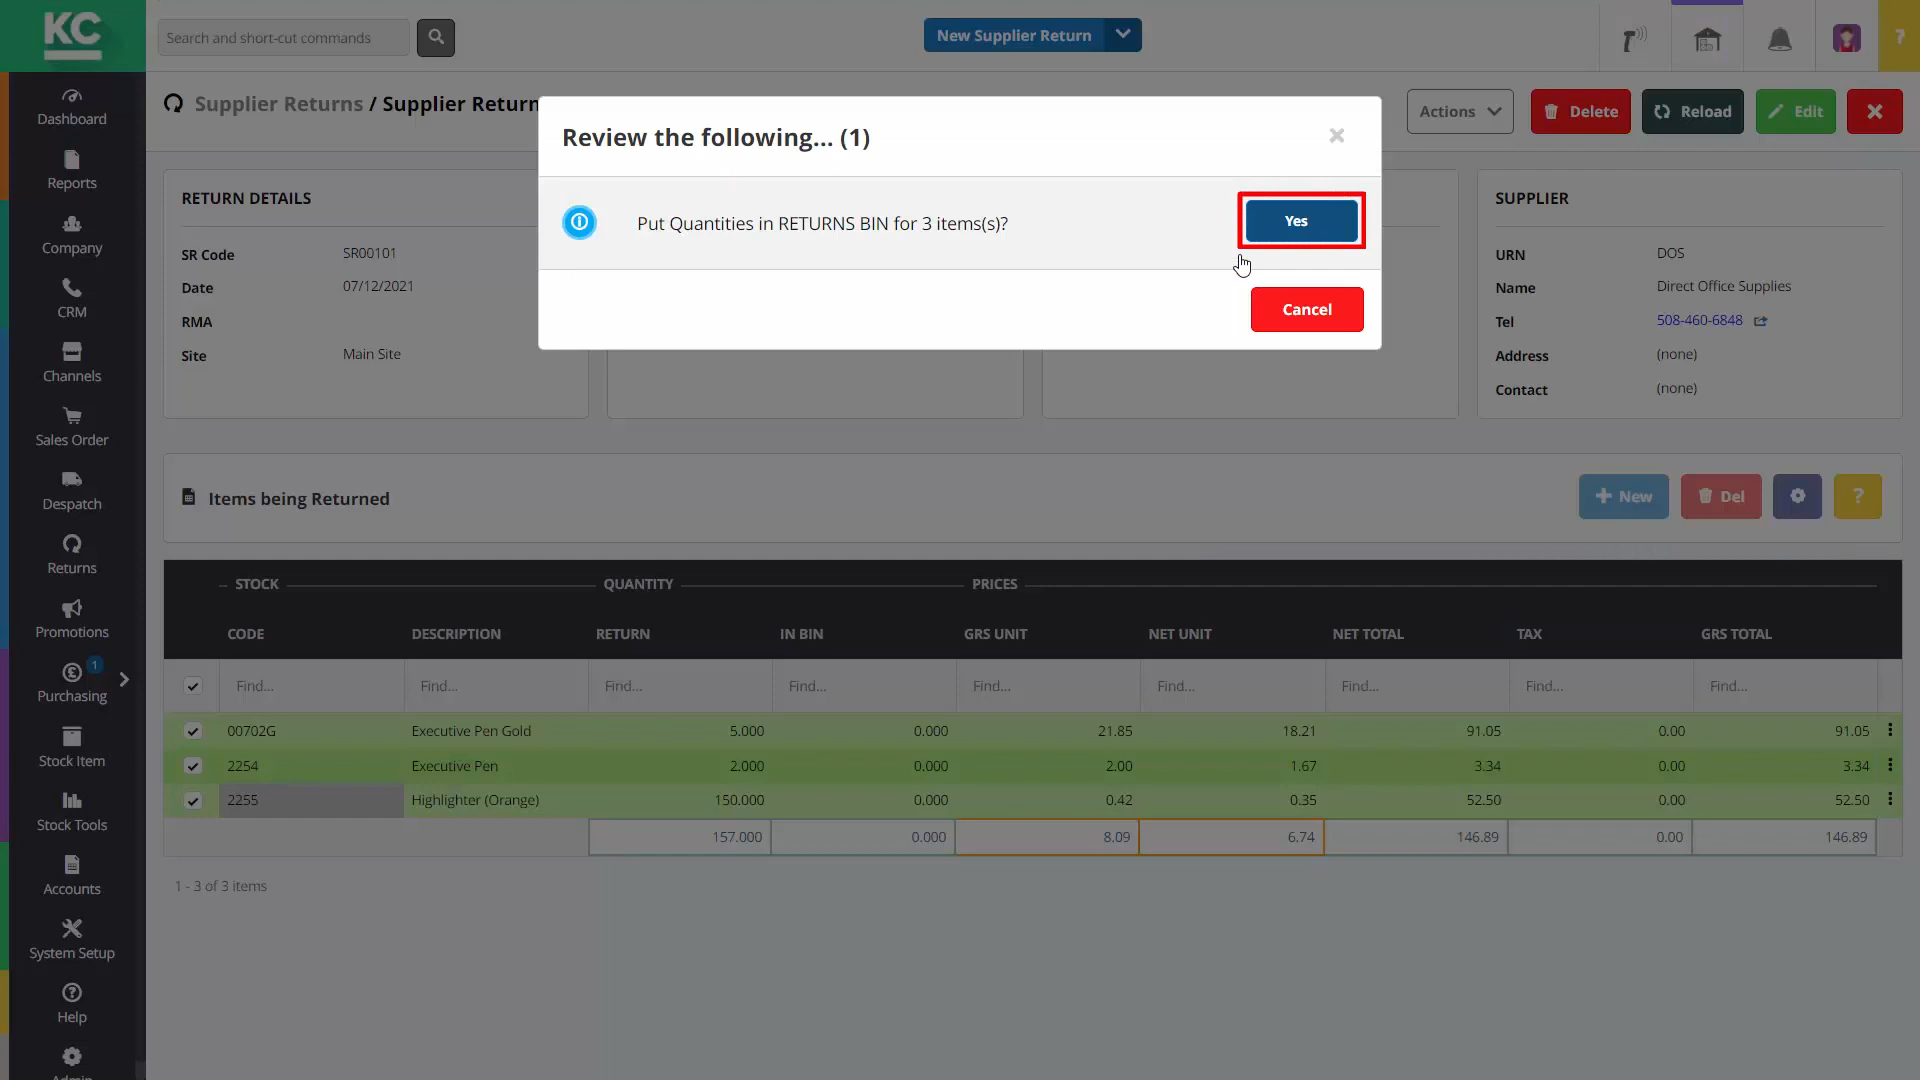 KC
Search and short-cut commands
New Supplier Return
?
Dashboard
Reports
Company
CRM
Channels
Sales Order
Despatch
Returns
Promotions
1
Purchasing
Stock Item
Stock Tools
Accounts
System Setup
Help
Admin
Supplier Returns / Supplier Return
Actions
Delete
Reload
Edit
Review the following... (1)
Put Quantities in RETURNS BIN for 3 items(s)?
Yes
Cancel
RETURN DETAILS
SR Code SR00101
Date 07/12/2021
RMA
Site Main Site
SUPPLIER
URN DOS
Name Direct Office Supplies
Tel 508-460-6848
Address (none)
Contact (none)
Items being Returned
New
Del
?
STOCK QUANTITY PRICES
CODE DESCRIPTION RETURN IN BIN GRS UNIT NET UNIT NET TOTAL TAX GRS TOTAL
Find... Find... Find... Find... Find... Find... Find... Find... Find...
00702G Executive Pen Gold 5.000 0.000 21.85 18.21 91.05 0.00 91.05
2254 Executive Pen 2.000 0.000 2.00 1.67 3.34 0.00 3.34
2255 Highlighter (Orange) 150.000 0.000 0.42 0.35 52.50 0.00 52.50
157.000 0.000 8.09 6.74 146.89 0.00 146.89
1 - 3 of 3 items